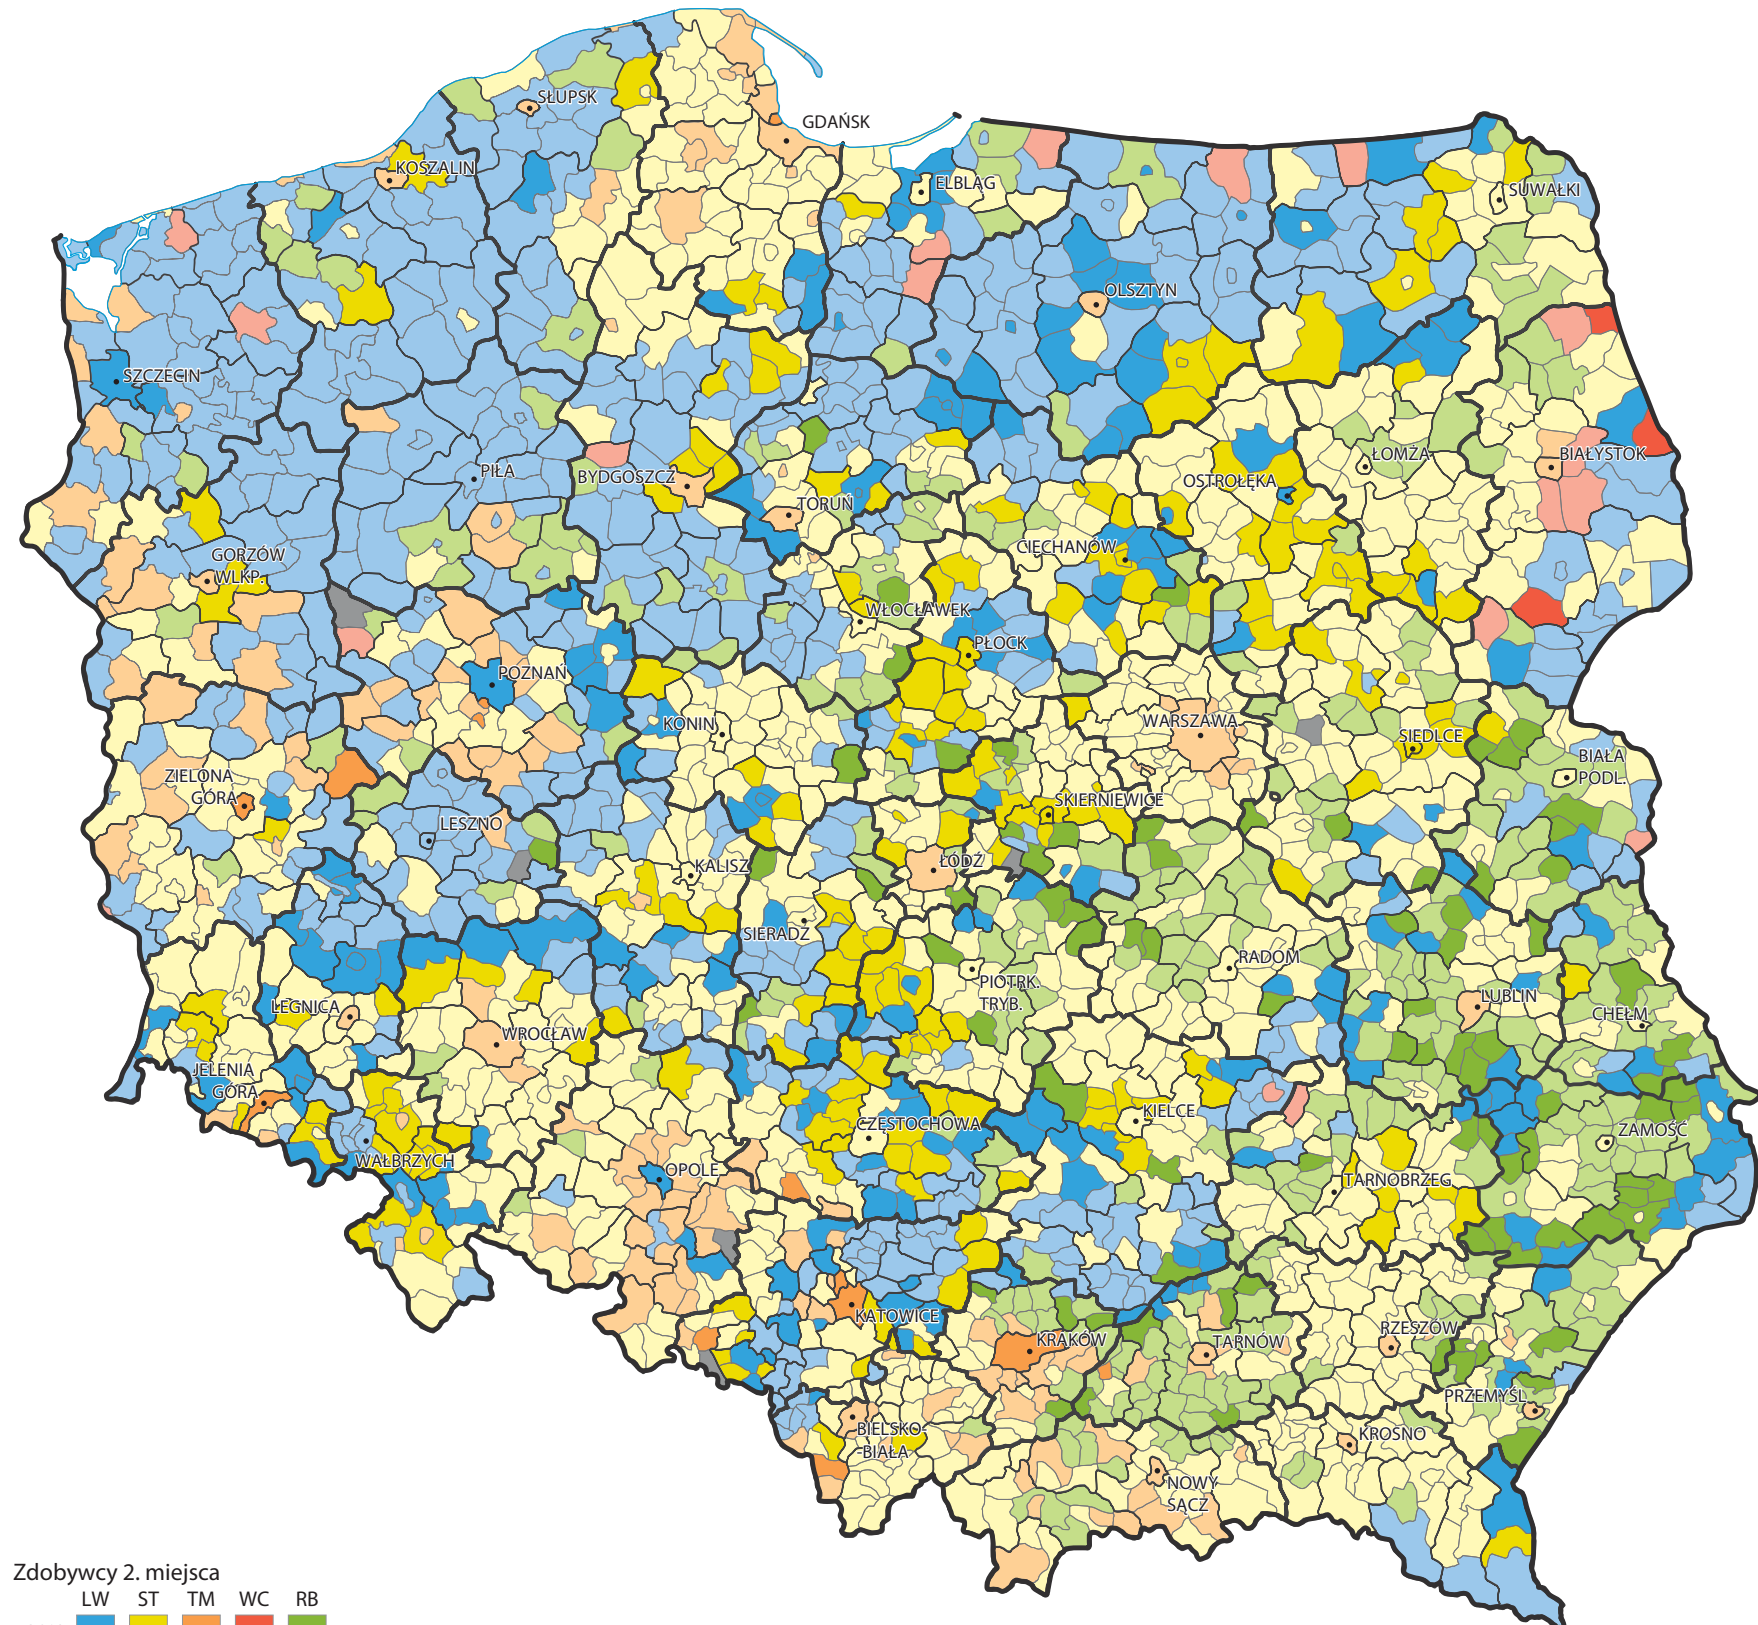 SŁUPSK
GDAŃSK
KOSZALIN
ELBLĄG
SUWAŁKI
OLSZTYN
SZCZECIN
PIŁA
BYDGOSZCZ
TORUŃ
OSTROŁĘKA
ŁOMŻA
BIAŁYSTOK
GORZÓW
WLKP.
CIECHANÓW
WŁOCŁAWEK
PŁOCK
POZNAŃ
KONIN
WARSZAWA
SIEDLCE
BIAŁA
PODL.
ZIELONA
GÓRA
LESZNO
SKIERNIEWICE
KALISZ
ŁÓDŹ
SIERADZ
RADOM
PIOTRK.
TRYB.
LUBLIN
CHEŁM
LEGNICA
WROCŁAW
JELENIA
GÓRA
WAŁBRZYCH
OPOLE
CZĘSTOCHOWA
KIELCE
ZAMOŚĆ
TARNOBRZEG
KATOWICE
KRAKÓW
TARNÓW
RZESZÓW
PRZEMYŚL
BIELSKO-
-BIAŁA
KROSNO
NOWY
SĄCZ
Zdobywcy 2. miejsca
LW ST TM WC RB